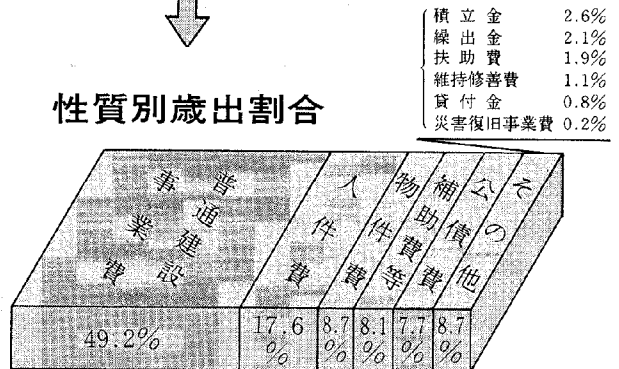 積立金 2.6%
繰出金 2.1%
扶助費 1.9%
維持修善費 1.1%
貸付金 0.8%
災害復旧事業費 0.2%
性質別歳出割合
普通建設
事業費
人件費
物件費
補助費等
公債費
その他
49.2%
17.6%
8.7%
8.1%
7.7%
8.7%